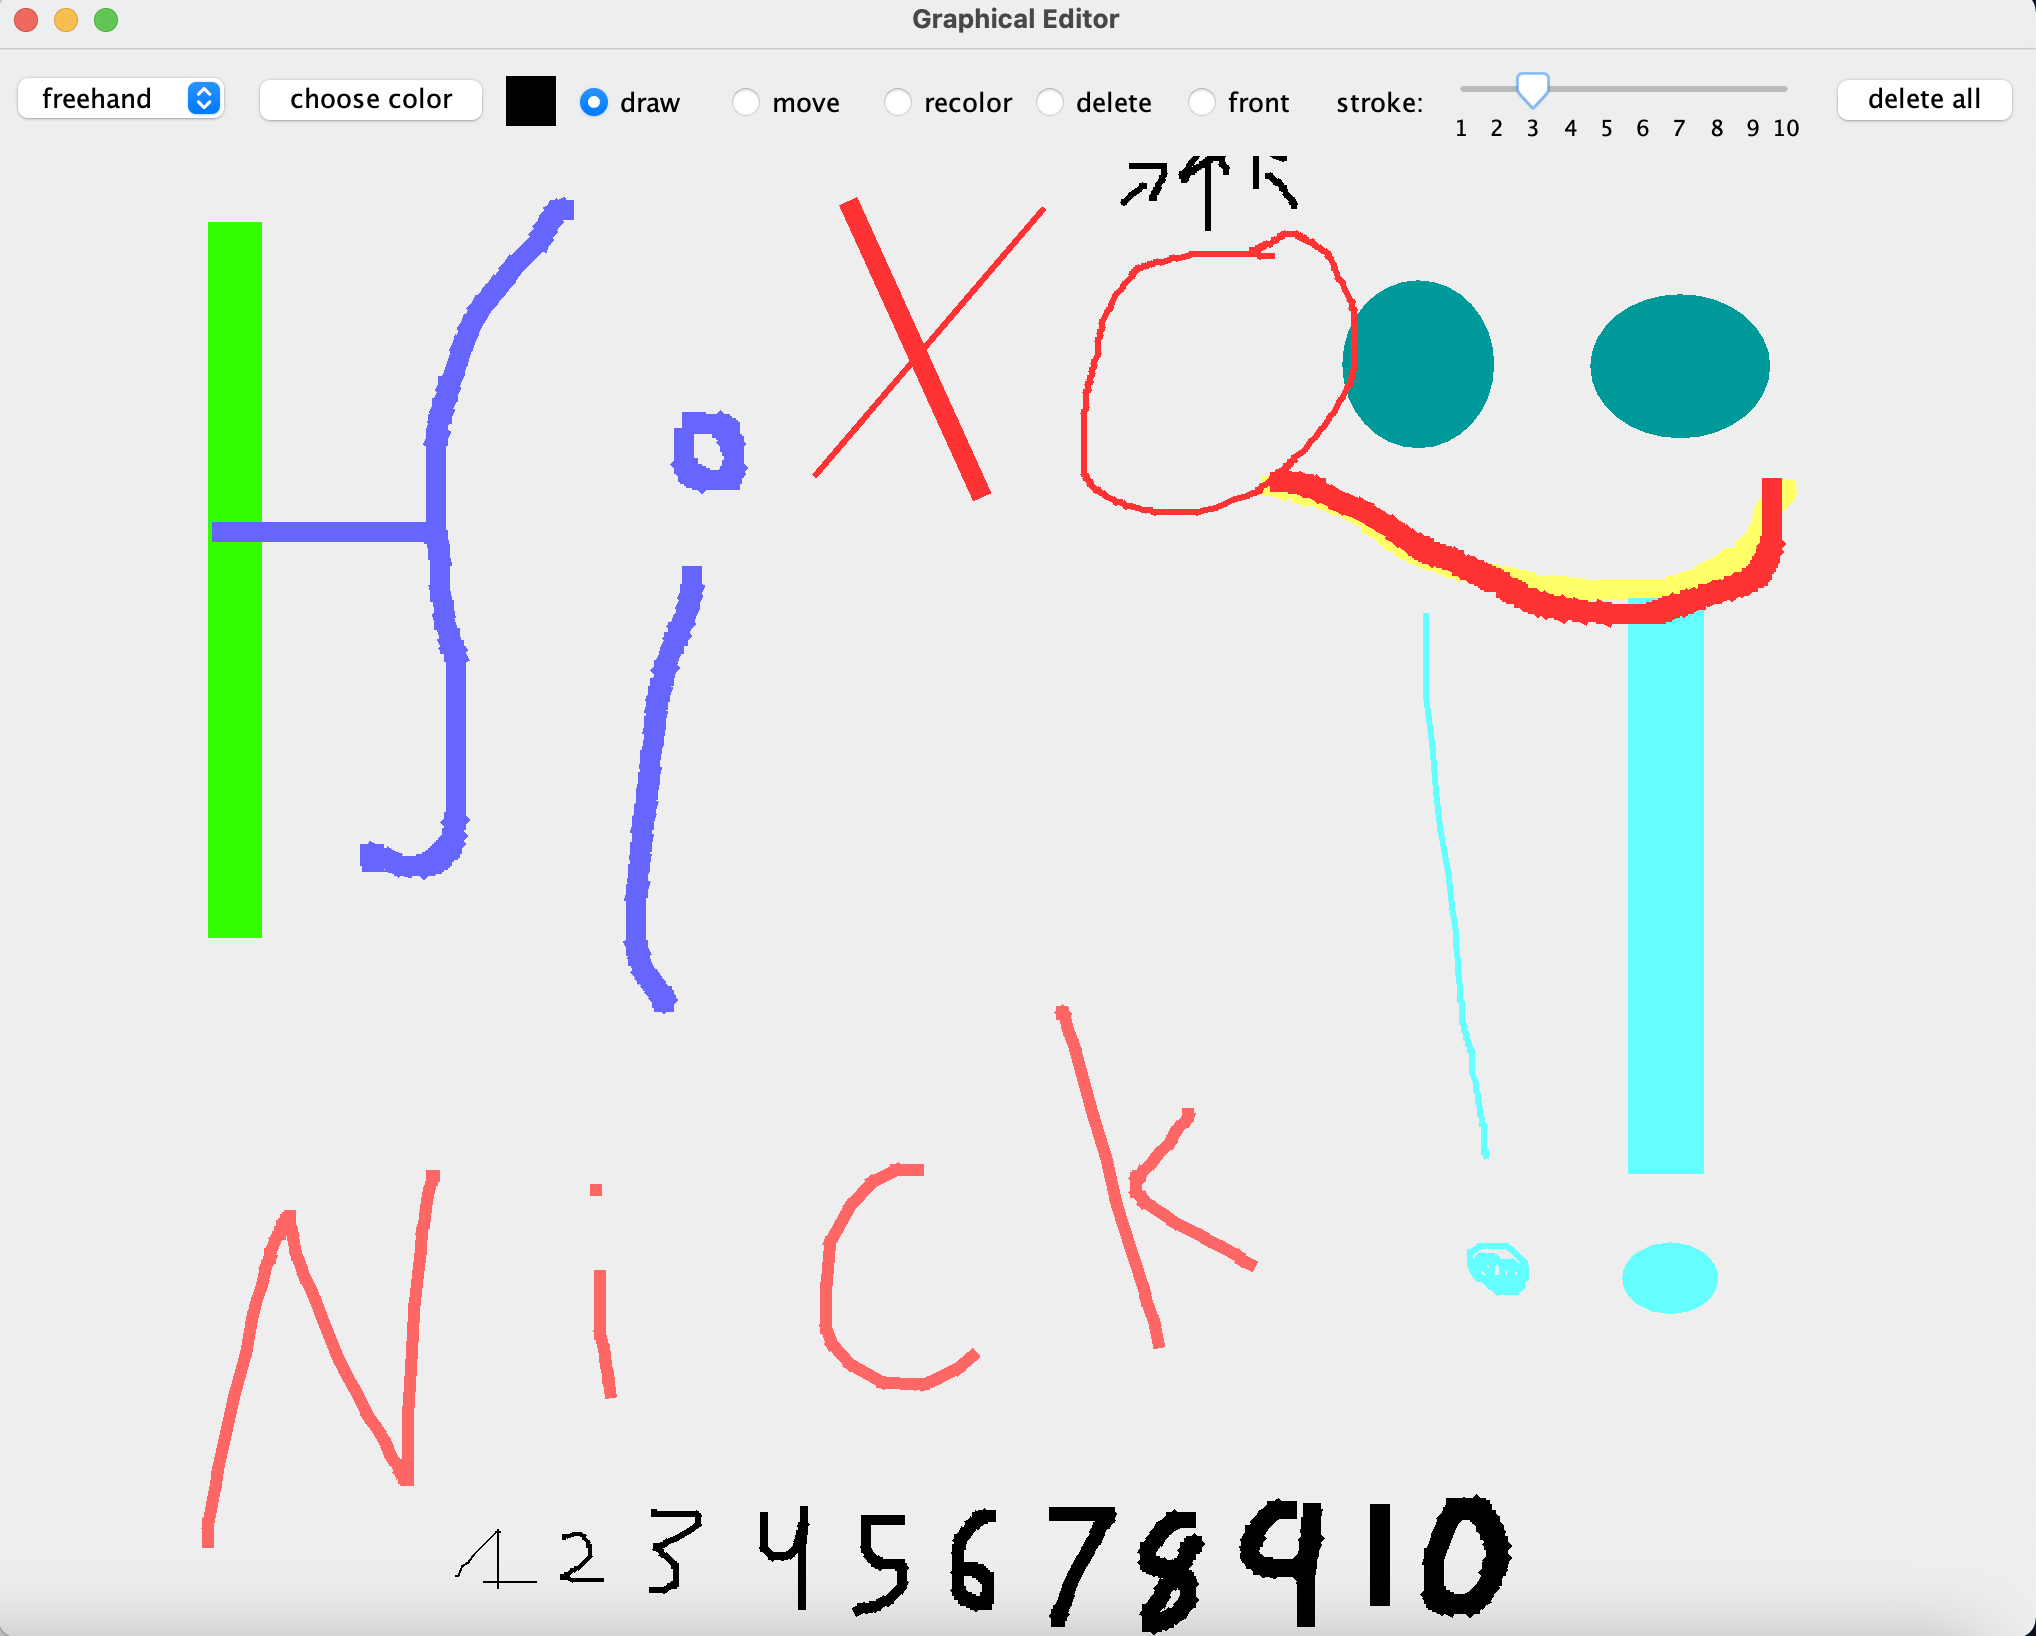 Graphical Editor
freehand choose color draw move recolor delete front stroke: 1 2 3 4 5 6 7 8 9 10 delete all
Hi X
Nick
1 2 3 4 5 6 7 8 9 10